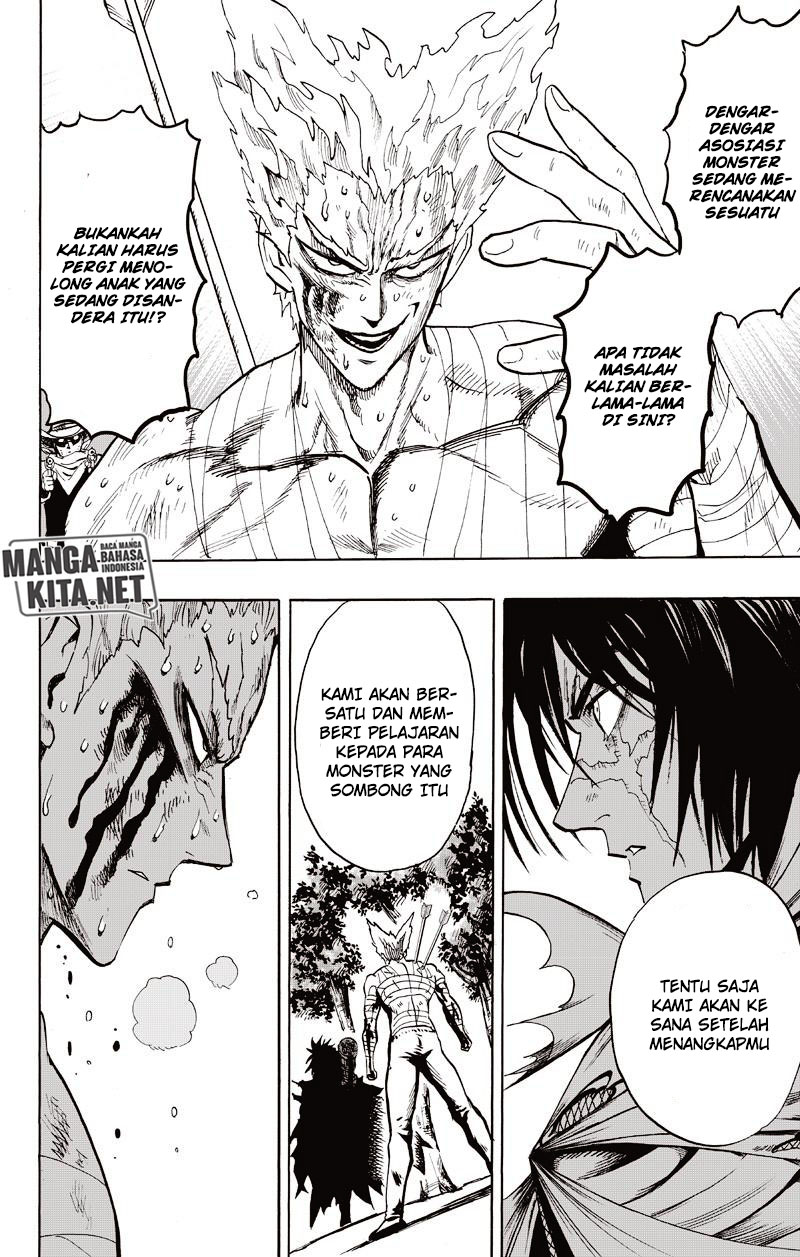 DENGAR-
DENGAR
ASOSIASI
MONSTER
SEDANG ME-
RENCANAKAN
SESUATU
APA TIDAK
MASALAH
KALIAN BER-
LAMA-LAMA
DI SINI?
BUKANKAH
KALIAN HARUS
PERGI MENO-
LONG ANAK YANG
SEDANG DISAN-
DERA ITU!?
MANGA
BACA MANGA
BAHASA
INDONESIA
KITA.NET
TENTU SAJA
KAMI AKAN KE
SANA SETELAH
MENANGKAPMU
KAMI AKAN BER-
SATU DAN MEM-
BERI PELAJARAN
KEPADA PARA
MONSTER YANG
SOMBONG ITU